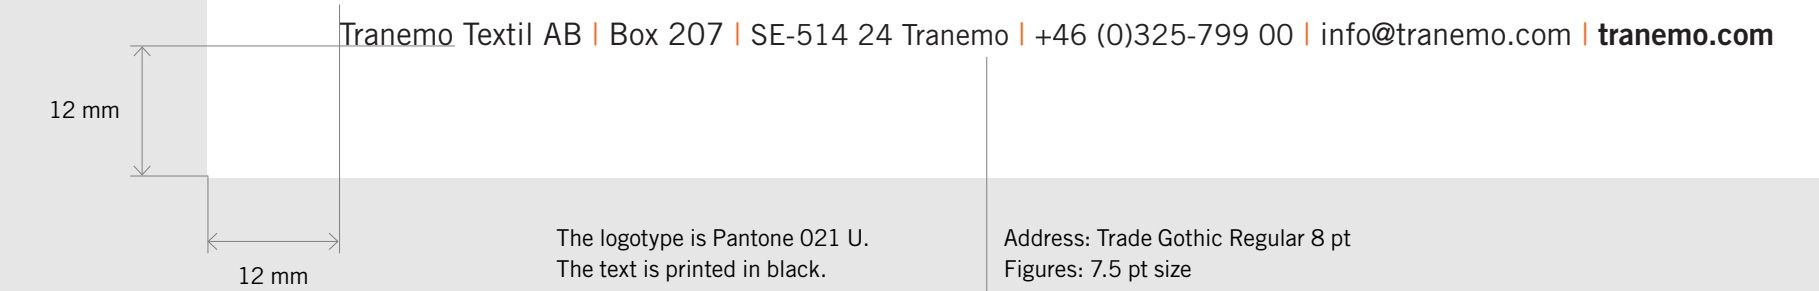 Tranemo Textil AB | Box 207 | SE-514 24 Tranemo | +46 (0)325-799 00 | info@tranemo.com | tranemo.com
12 mm
12 mm
The logotype is Pantone 021 U.
The text is printed in black.
Address: Trade Gothic Regular 8 pt
Figures: 7.5 pt size